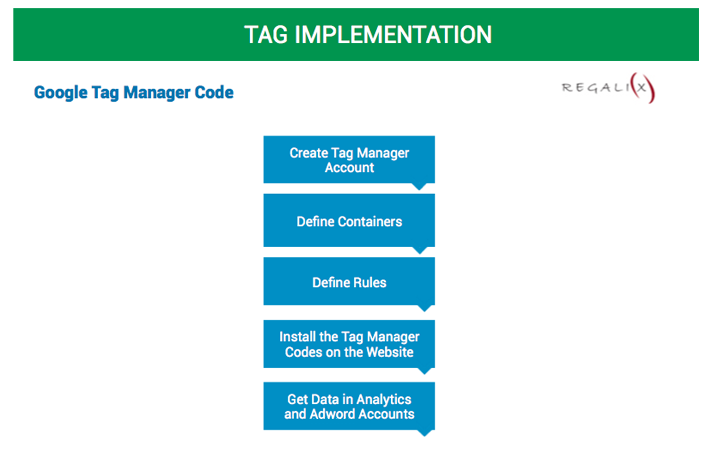 TAG IMPLEMENTATION
Google Tag Manager Code
REGALI(X)
Create Tag Manager
Account
Define Containers
Define Rules
Install the Tag Manager
Codes on the Website
Get Data in Analytics
and Adword Accounts